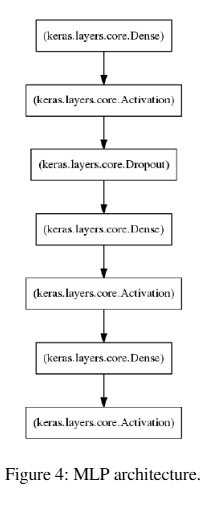 (keras.layers.core.Dense)
(keras.layers.core.Activation)
(keras.layers.core.Dropout)
(keras.layers.core.Dense)
(keras.layers.core.Activation)
(keras.layers.core.Dense)
(keras.layers.core.Activation)
Figure 4: MLP architecture.